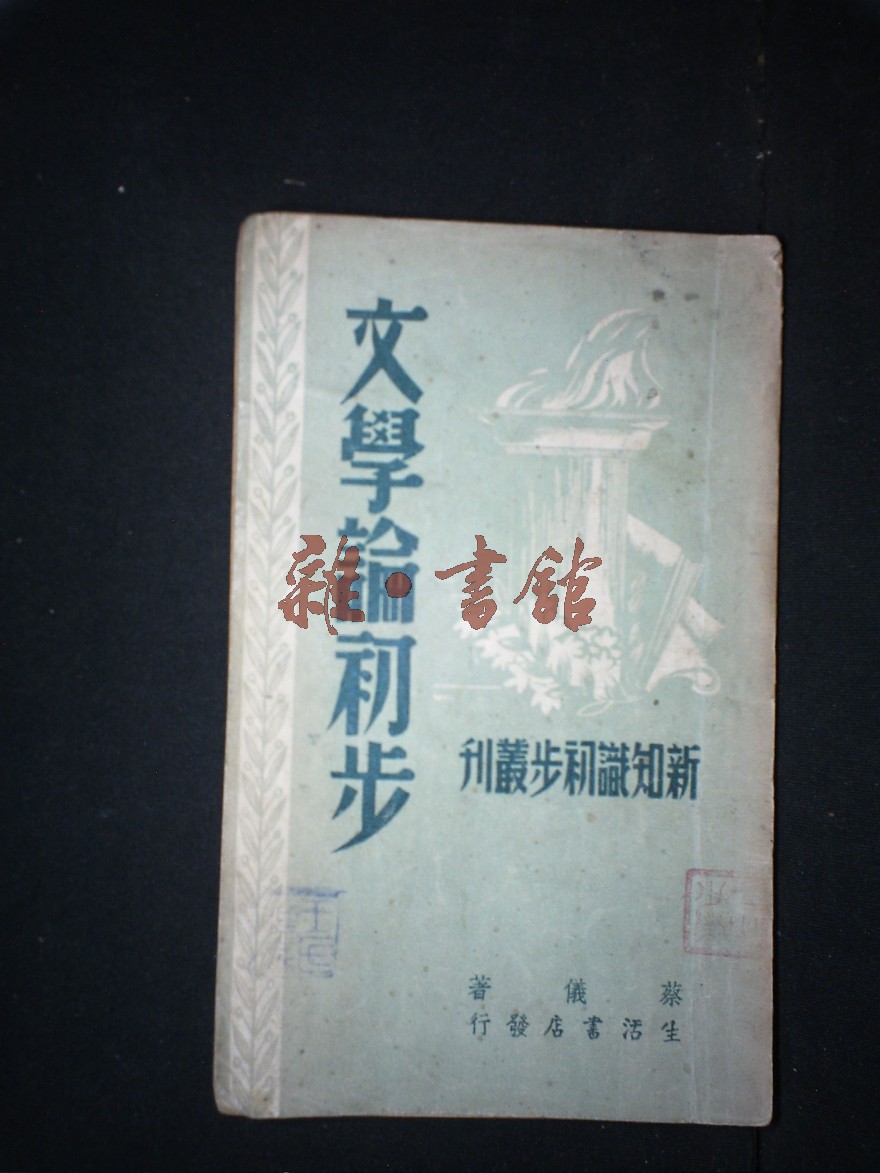 文學論初步
雜·書館
新知識初步叢刊
蔡儀著
生活書店發行